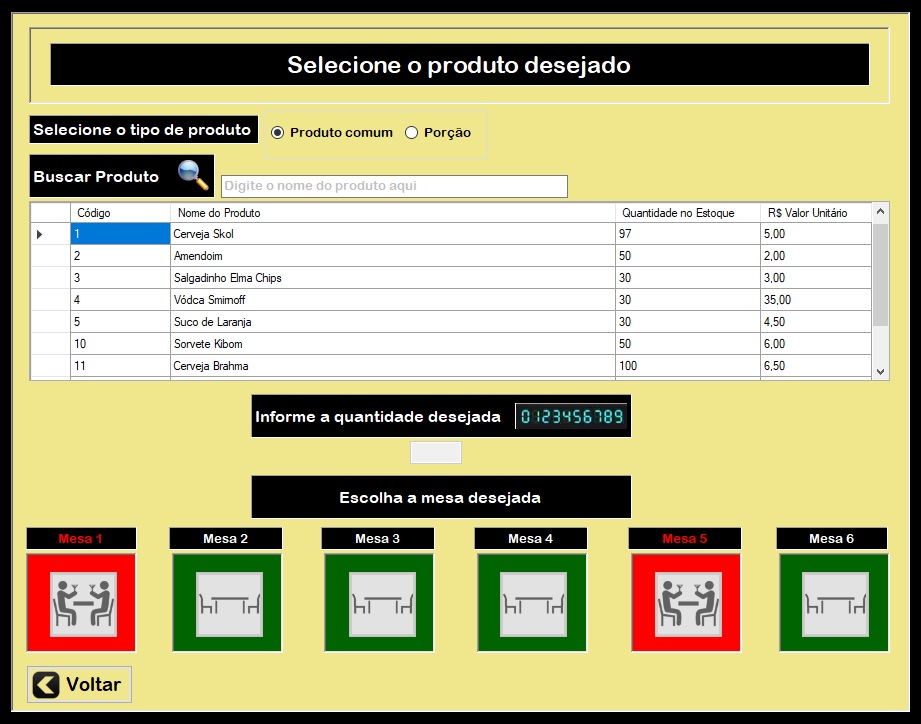 Selecione o produto desejado
Selecione o tipo de produto Produto comum Porção
Buscar Produto Digite o nome do produto aqui
Código Nome do Produto Quantidade no Estoque R$ Valor Unitário
1 Cerveja Skol 97 5,00
2 Amendoim 50 2,00
3 Salgadinho Elma Chips 30 3,00
4 Vódca Smirnoff 30 35,00
5 Suco de Laranja 30 4,50
10 Sorvete Kibom 50 6,00
11 Cerveja Brahma 100 6,50
Informe a quantidade desejada 0123456789
Escolha a mesa desejada
Mesa 1 Mesa 2 Mesa 3 Mesa 4 Mesa 5 Mesa 6
Voltar